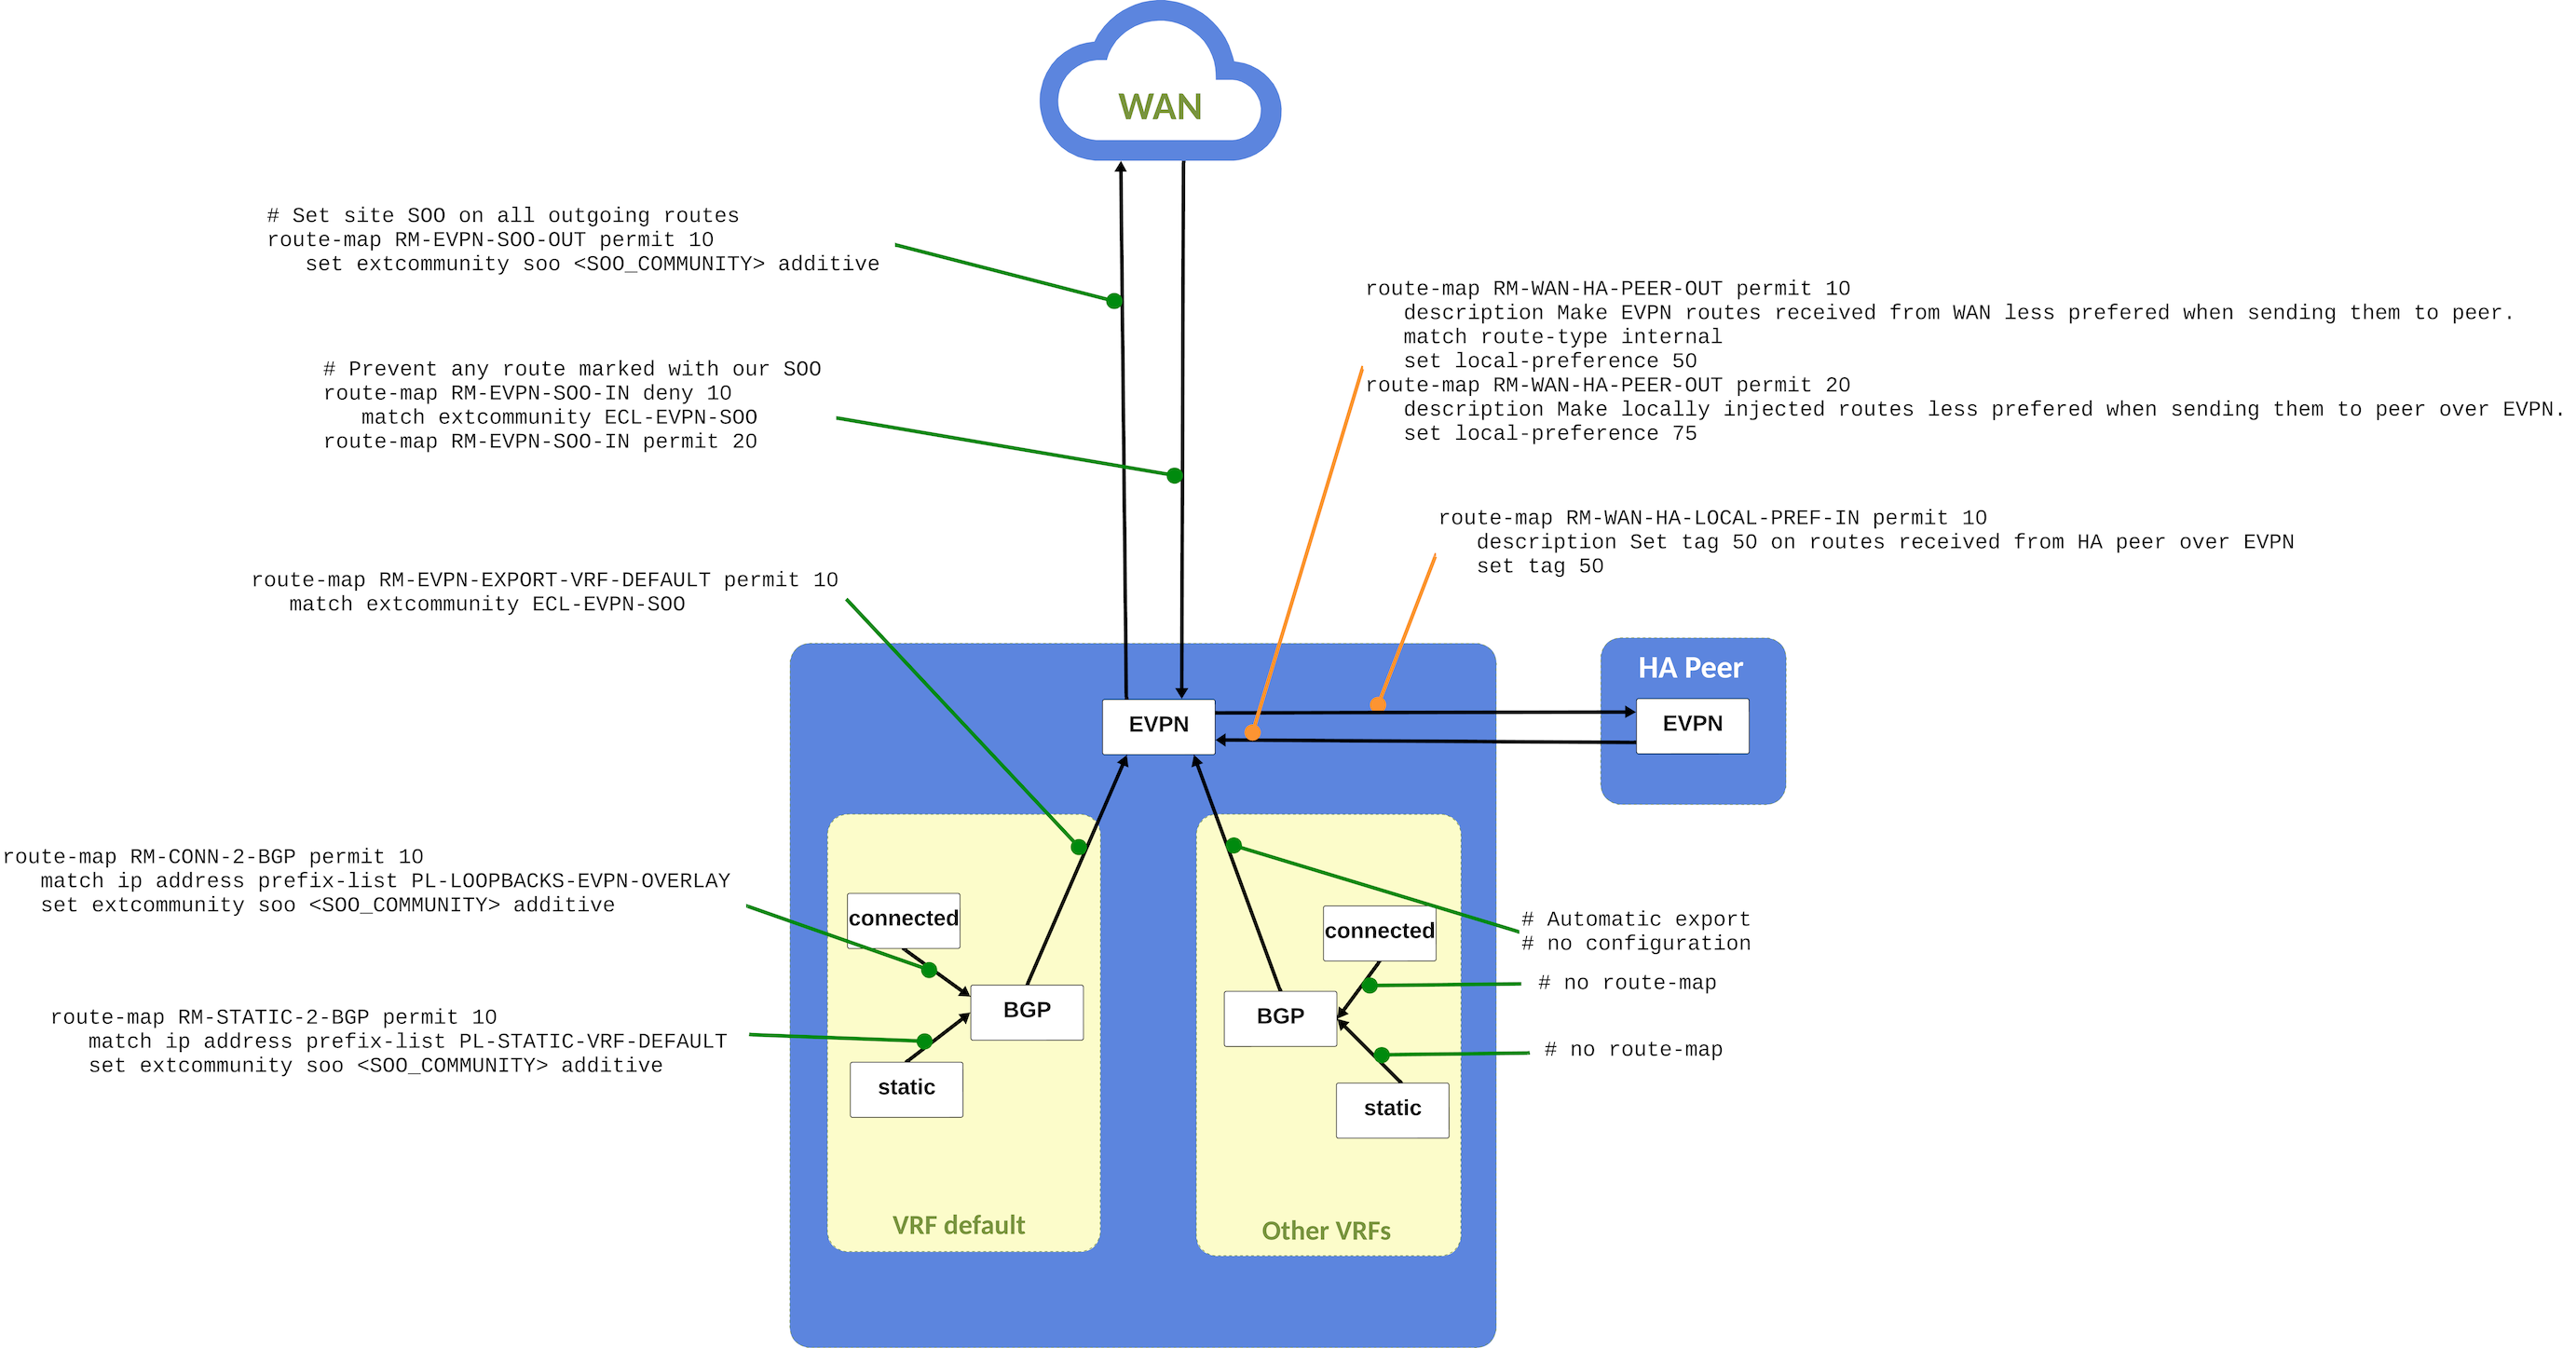 WAN
# Set site SOO on all outgoing routes
route-map RM-EVPN-SOO-OUT permit 10
set extcommunity soo <SOO_COMMUNITY> additive
# Prevent any route marked with our SOO
route-map RM-EVPN-SOO-IN deny 10
match extcommunity ECL-EVPN-SOO
route-map RM-EVPN-SOO-IN permit 20
route-map RM-WAN-HA-PEER-OUT permit 10
description Make EVPN routes received from WAN less prefered when sending them to peer.
match route-type internal
set local-preference 50
route-map RM-WAN-HA-PEER-OUT permit 20
description Make locally injected routes less prefered when sending them to peer over EVPN.
set local-preference 75
route-map RM-WAN-HA-LOCAL-PREF-IN permit 10
description Set tag 50 on routes received from HA peer over EVPN
set tag 50
route-map RM-EVPN-EXPORT-VRF-DEFAULT permit 10
match extcommunity ECL-EVPN-SOO
HA Peer
EVPN
EVPN
route-map RM-CONN-2-BGP permit 10
match ip address prefix-list PL-LOOPBACKS-EVPN-OVERLAY
set extcommunity soo <SOO_COMMUNITY> additive
connected
BGP
static
route-map RM-STATIC-2-BGP permit 10
match ip address prefix-list PL-STATIC-VRF-DEFAULT
set extcommunity soo <SOO_COMMUNITY> additive
VRF default
connected
BGP
static
Other VRFs
# Automatic export
# no configuration
# no route-map
# no route-map